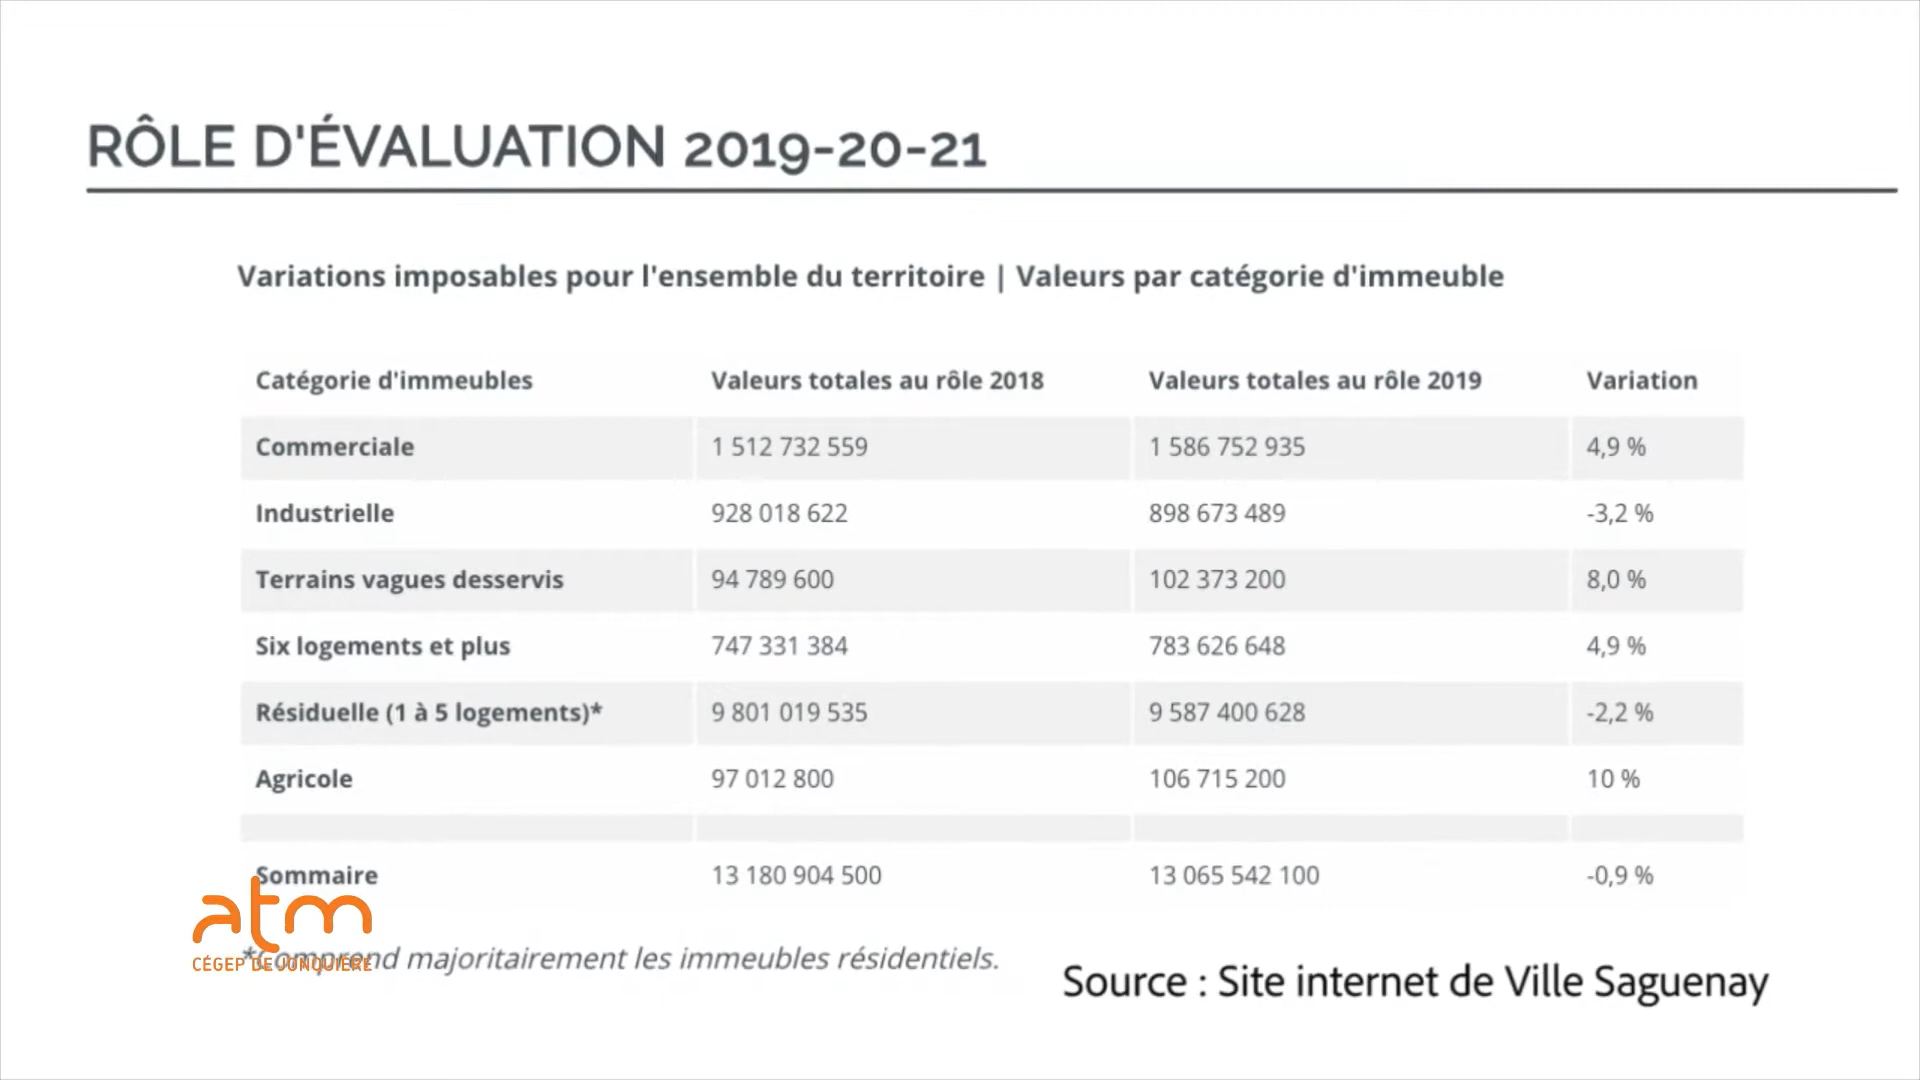 RÔLE D'ÉVALUATION 2019-20-21
Variations imposables pour l'ensemble du territoire | Valeurs par catégorie d'immeuble
Catégorie d'immeubles Valeurs totales au rôle 2018 Valeurs totales au rôle 2019 Variation
Commerciale 1 512 732 559 1 586 752 935 4,9 %
Industrielle 928 018 622 898 673 489 -3,2 %
Terrains vagues desservis 94 789 600 102 373 200 8,0 %
Six logements et plus 747 331 384 783 626 648 4,9 %
Résiduelle (1 à 5 logements)* 9 801 019 535 9 587 400 628 -2,2 %
Agricole 97 012 800 106 715 200 10 %
Sommaire 13 180 904 500 13 065 542 100 -0,9 %
*Comprend majoritairement les immeubles résidentiels.
atm
CÉGEP DE JONQUIÈRE
Source : Site internet de Ville Saguenay